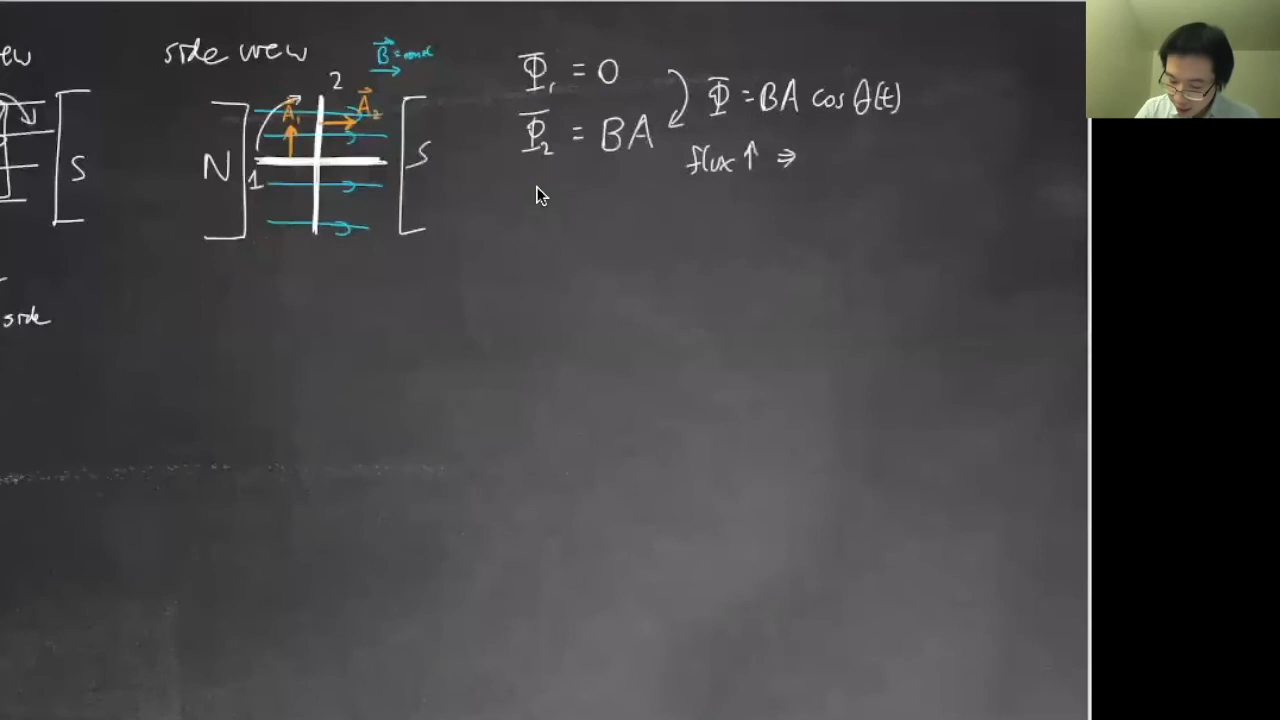 ew
side view
B⃗ = const
2
A⃗₁
A⃗₂
N
S
1
S
side
Φ₁ = 0
Φ₂ = BA
Φ = BA cos θ(t)
flux ↑ ⇒